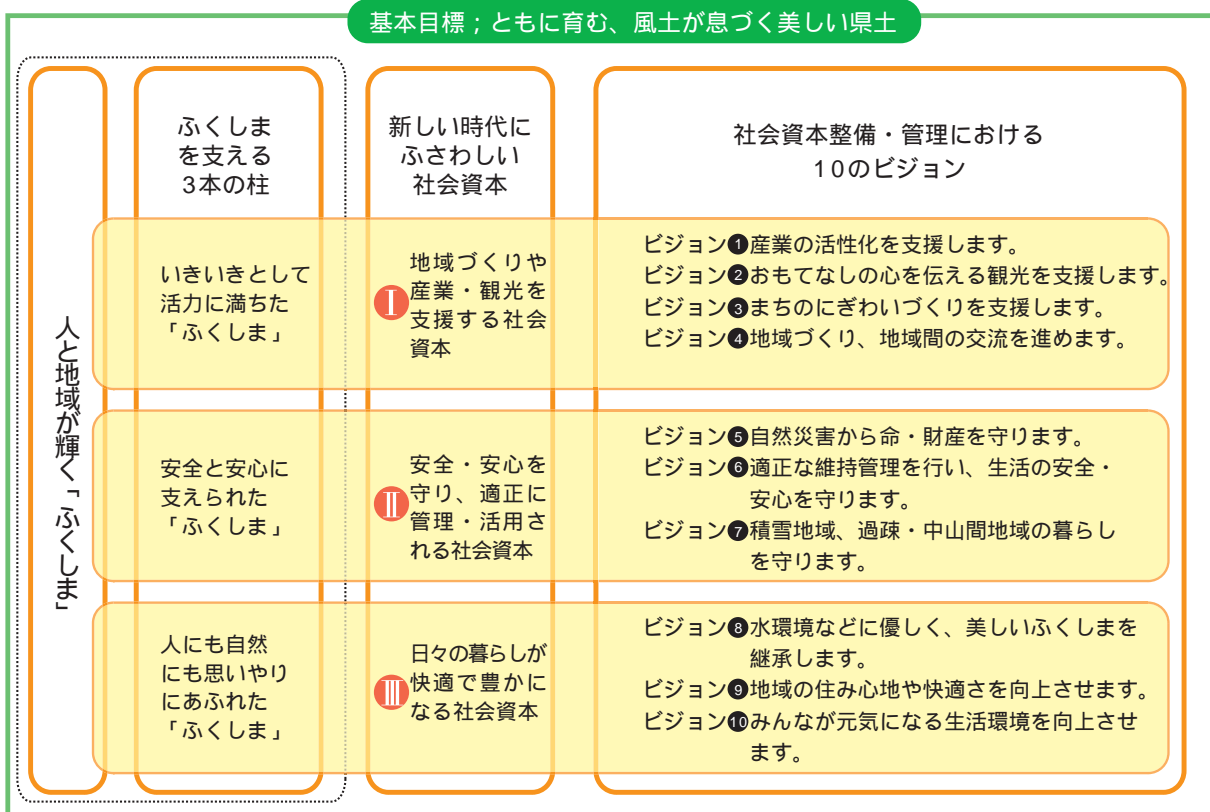 基本目標；ともに育む、風土が息づく美しい県土
人と地域が輝く「ふくしま」
ふくしま
を支える
3本の柱
新しい時代に
ふさわしい
社会資本
社会資本整備・管理における
10のビジョン
いきいきとして
活力に満ちた
「ふくしま」
Ⅰ
地域づくりや
産業・観光を
支援する社会
資本
ビジョン❶産業の活性化を支援します。
ビジョン❷おもてなしの心を伝える観光を支援します。
ビジョン❸まちのにぎわいづくりを支援します。
ビジョン❹地域づくり、地域間の交流を進めます。
安全と安心に
支えられた
「ふくしま」
Ⅱ
安全・安心を
守り、適正に
管理・活用さ
れる社会資本
ビジョン❺自然災害から命・財産を守ります。
ビジョン❻適正な維持管理を行い、生活の安全・
安心を守ります。
ビジョン❼積雪地域、過疎・中山間地域の暮らし
を守ります。
人にも自然
にも思いやり
にあふれた
「ふくしま」
Ⅲ
日々の暮らしが
快適で豊かに
なる社会資本
ビジョン❽水環境などに優しく、美しいふくしまを
継承します。
ビジョン❾地域の住み心地や快適さを向上させます。
ビジョン❿みんなが元気になる生活環境を向上させ
ます。